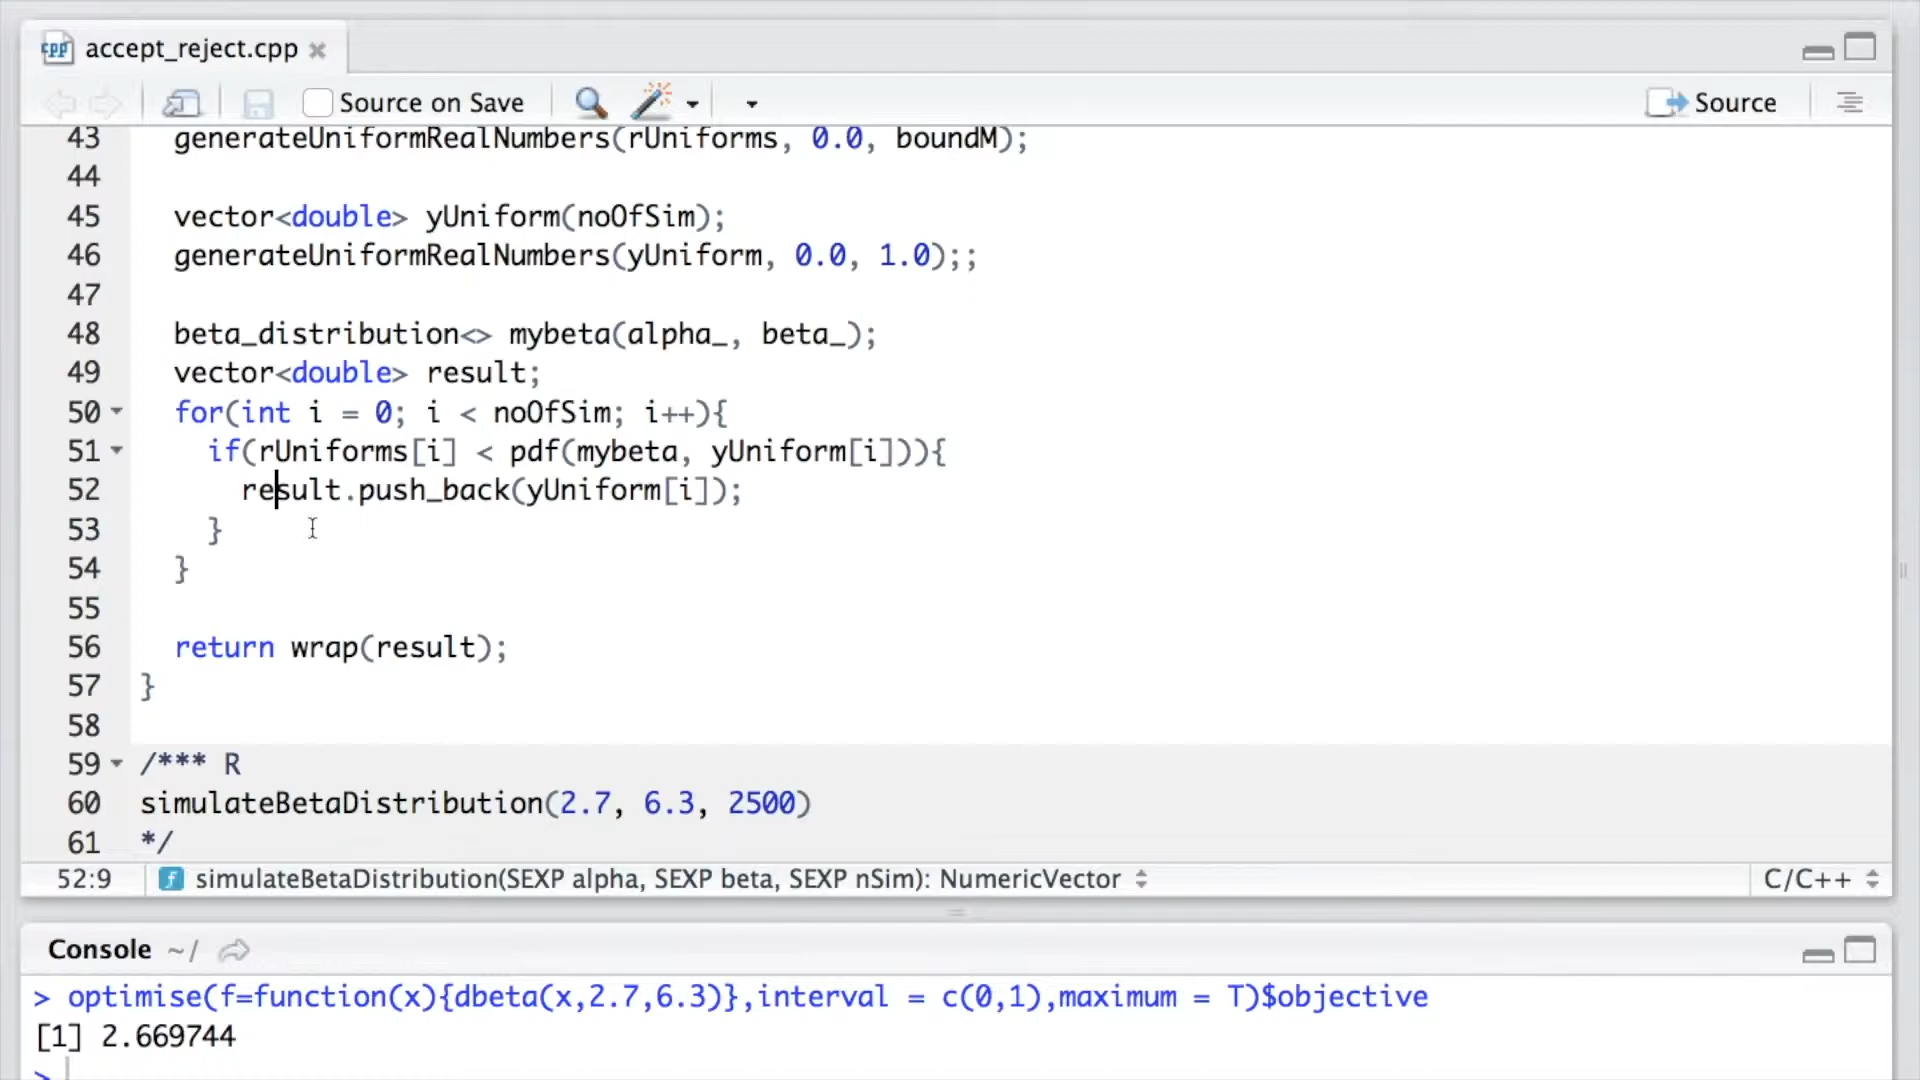 accept_reject.cpp
Source on Save
Source
43 generateUniformRealNumbers(rUniforms, 0.0, boundM);
44
45 vector<double> yUniform(noOfSim);
46 generateUniformRealNumbers(yUniform, 0.0, 1.0);;
47
48 beta_distribution<> mybeta(alpha_, beta_);
49 vector<double> result;
50 for(int i = 0; i < noOfSim; i++){
51 if(rUniforms[i] < pdf(mybeta, yUniform[i])){
52 result.push_back(yUniform[i]);
53 }
54 }
55
56 return wrap(result);
57 }
58
59 /*** R
60 simulateBetaDistribution(2.7, 6.3, 2500)
61 */
52:9 simulateBetaDistribution(SEXP alpha, SEXP beta, SEXP nSim): NumericVector C/C++
Console ~/
> optimise(f=function(x){dbeta(x,2.7,6.3)},interval = c(0,1),maximum = T)$objective
[1] 2.669744
>